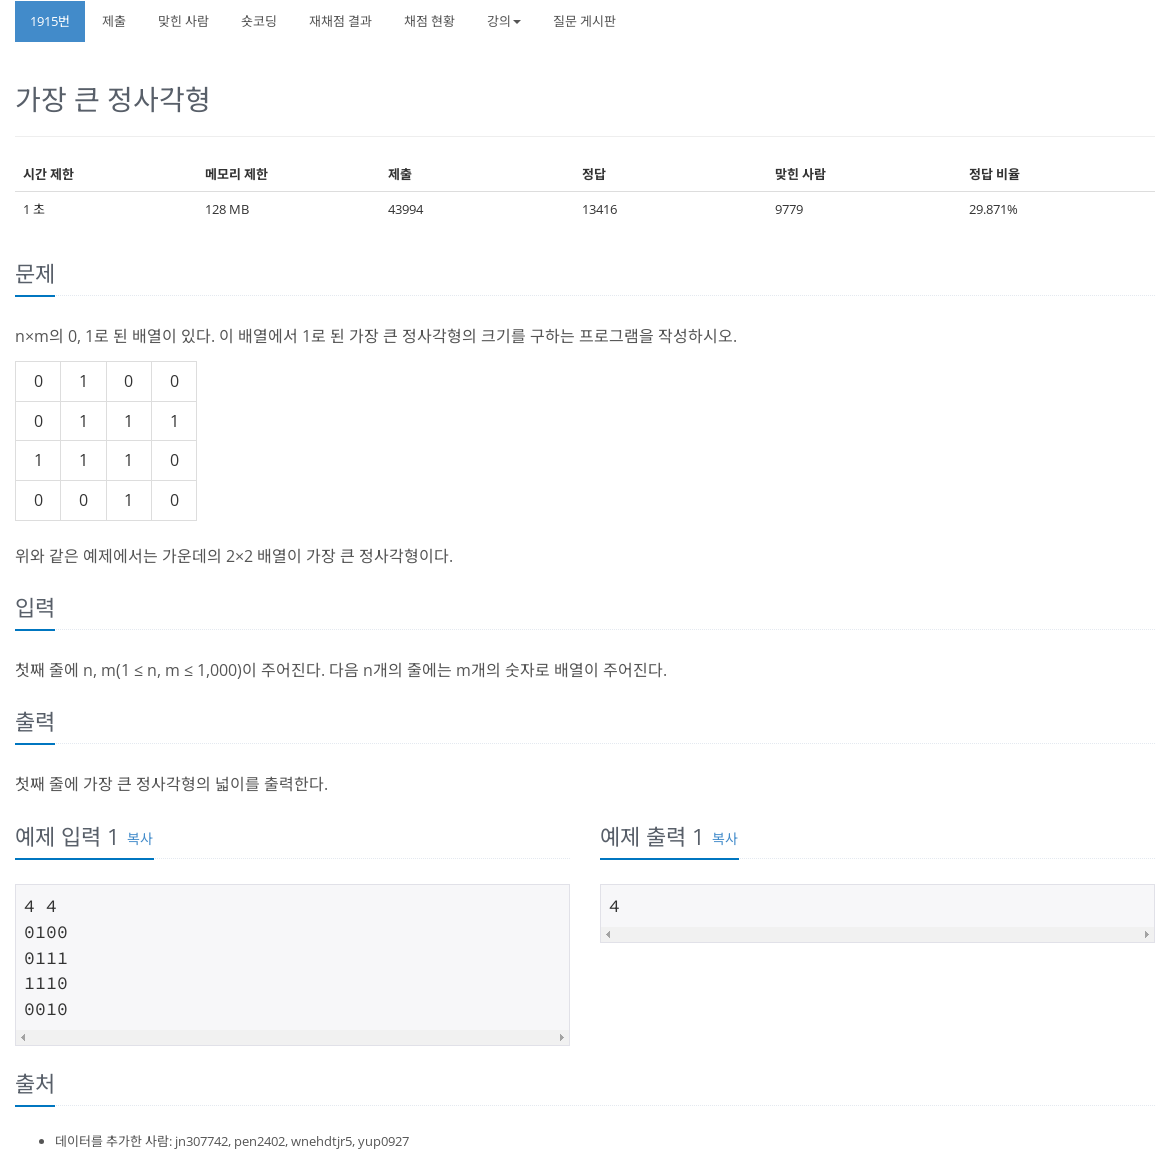 1915번 제출 맞힌 사람 숏코딩 재채점 결과 채점 현황 강의 질문 게시판
가장 큰 정사각형
시간 제한 메모리 제한 제출 정답 맞힌 사람 정답 비율
1 초 128 MB 43994 13416 9779 29.871%
문제
n×m의 0, 1로 된 배열이 있다. 이 배열에서 1로 된 가장 큰 정사각형의 크기를 구하는 프로그램을 작성하시오.
0 1 0 0
0 1 1 1
1 1 1 0
0 0 1 0
위와 같은 예제에서는 가운데의 2×2 배열이 가장 큰 정사각형이다.
입력
첫째 줄에 n, m(1 ≤ n, m ≤ 1,000)이 주어진다. 다음 n개의 줄에는 m개의 숫자로 배열이 주어진다.
출력
첫째 줄에 가장 큰 정사각형의 넓이를 출력한다.
예제 입력 1 복사
4 4
0100
0111
1110
0010
예제 출력 1 복사
4
출처
데이터를 추가한 사람: jn307742, pen2402, wnehdtjr5, yup0927